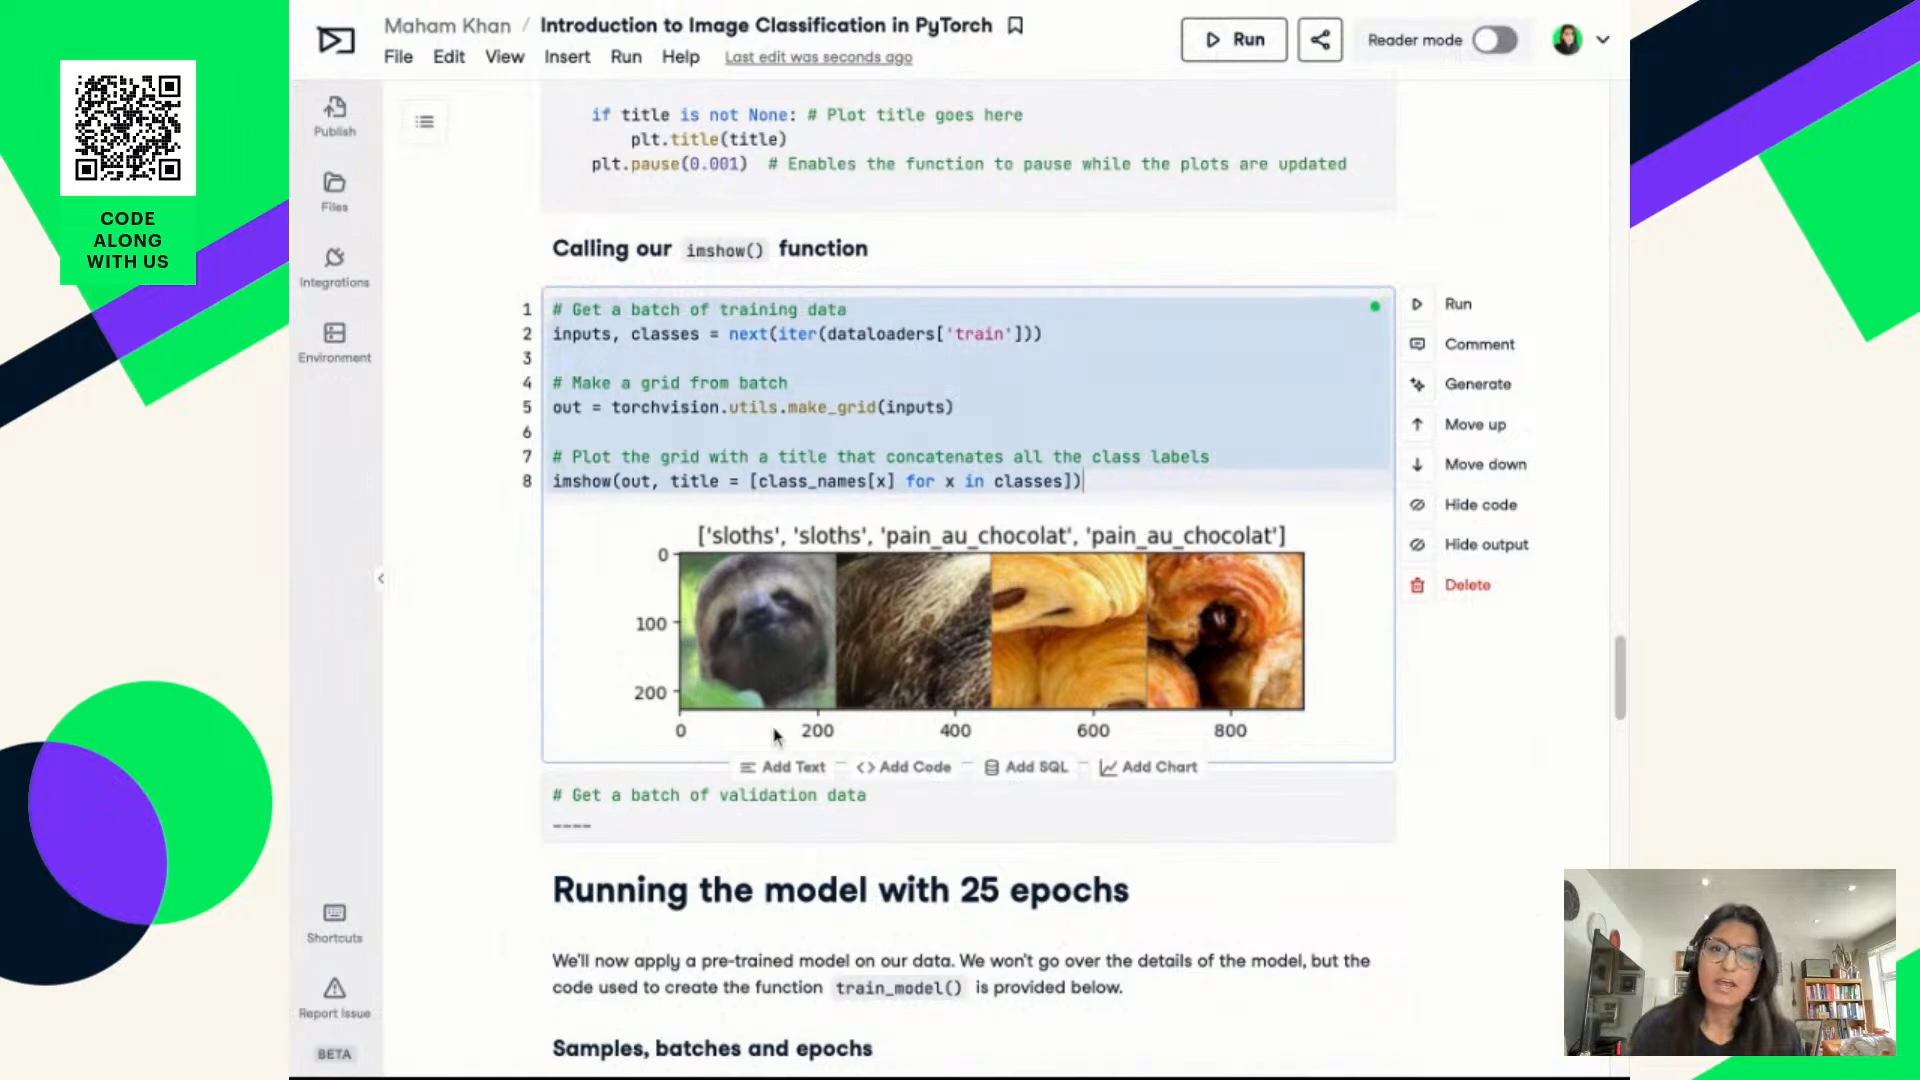 CODE
ALONG
WITH US
Maham Khan / Introduction to Image Classification in PyTorch
File Edit View Insert Run Help Last edit was seconds ago
Run
Reader mode
Publish
Files
Integrations
Environment
if title is not None: # Plot title goes here
plt.title(title)
plt.pause(0.001) # Enables the function to pause while the plots are updated
Calling our imshow() function
1 # Get a batch of training data
2 inputs, classes = next(iter(dataloaders['train']))
3
4 # Make a grid from batch
5 out = torchvision.utils.make_grid(inputs)
6
7 # Plot the grid with a title that concatenates all the class labels
8 imshow(out, title = [class_names[x] for x in classes])
Run
Comment
Generate
Move up
Move down
Hide code
Hide output
Delete
['sloths', 'sloths', 'pain_au_chocolat', 'pain_au_chocolat']
0
100
200
0 200 400 600 800
Add Text Add Code Add SQL Add Chart
# Get a batch of validation data
----
Running the model with 25 epochs
We'll now apply a pre-trained model on our data. We won't go over the details of the model, but the
code used to create the function train_model() is provided below.
Samples, batches and epochs
Shortcuts
Report Issue
BETA